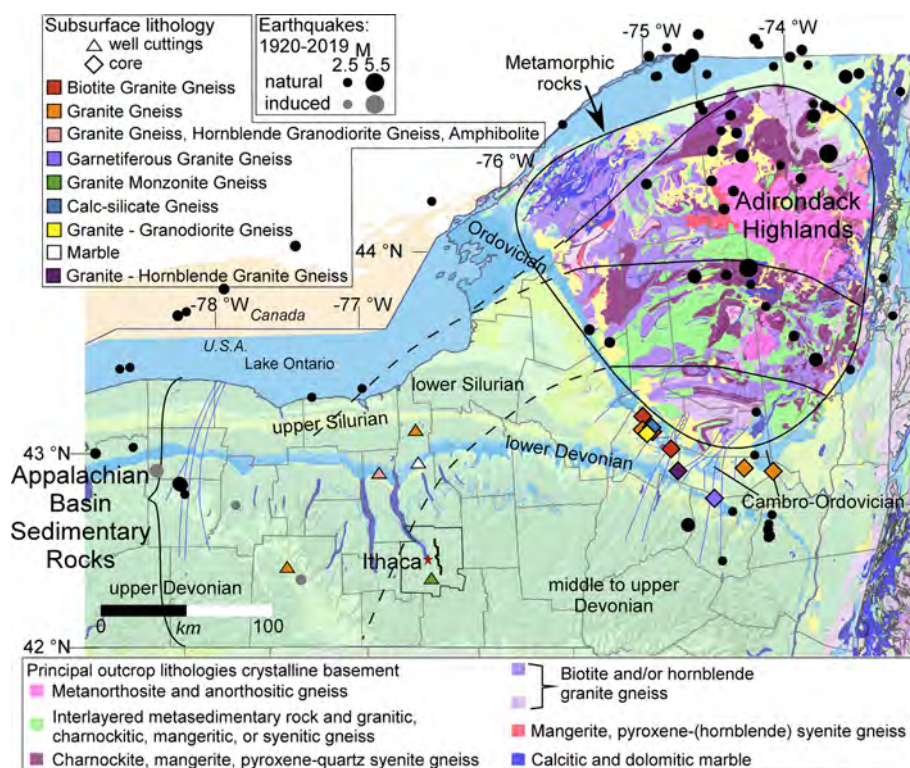 Subsurface lithology
well cuttings
core
Biotite Granite Gneiss
Granite Gneiss
Granite Gneiss, Hornblende Granodiorite Gneiss, Amphibolite
Garnetiferous Granite Gneiss
Granite Monzonite Gneiss
Calc-silicate Gneiss
Granite - Granodiorite Gneiss
Marble
Granite - Hornblende Granite Gneiss
Earthquakes:
1920-2019 M
2.5 5.5
natural
induced
-75 °W
-74 °W
Metamorphic
rocks
-76 °W
Ordovician
44 °N
Adirondack
Highlands
-78 °W
-77 °W
Canada
U.S.A.
Lake Ontario
lower Silurian
upper Silurian
43 °N
lower Devonian
Appalachian
Basin
Sedimentary
Rocks
Cambro-Ordovician
Ithaca
upper Devonian
middle to upper
Devonian
0 km 100
42 °N
Principal outcrop lithologies crystalline basement
Metanorthosite and anorthositic gneiss
Interlayered metasedimentary rock and granitic,
charnockitic, mangeritic, or syenitic gneiss
Charnockite, mangerite, pyroxene-quartz syenite gneiss
Biotite and/or hornblende
granite gneiss
Mangerite, pyroxene-(hornblende) syenite gneiss
Calcitic and dolomitic marble